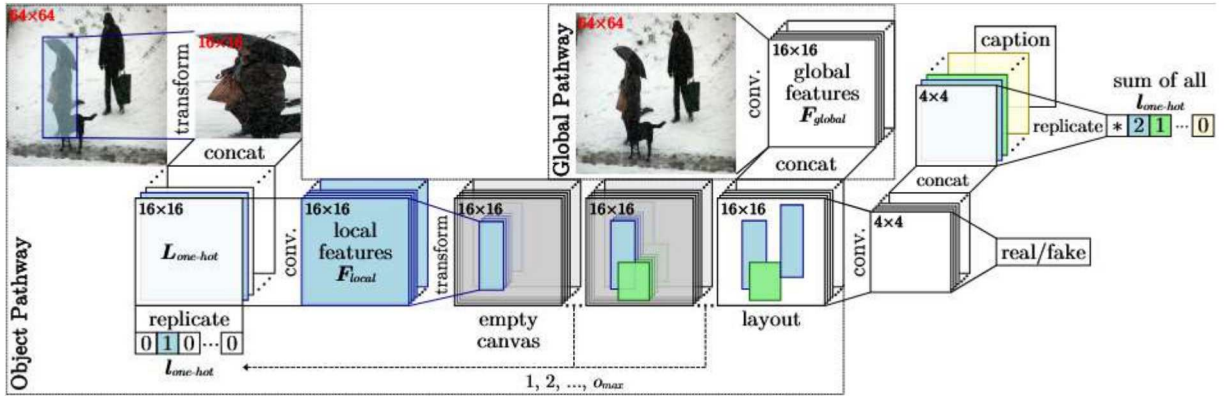 64×64
16×16
transform
concat
16×16
L_one-hot
replicate
0 1 0 ··· 0
l_one-hot
conv.
16×16
local
features
F_local
transform
16×16
empty
canvas
16×16
1, 2, ..., o_max
16×16
layout
Object Pathway
Global Pathway
64×64
conv.
16×16
global
features
F_global
concat
conv.
4×4
real/fake
concat
4×4
caption
replicate
sum of all
l_one-hot
* 2 1 ··· 0